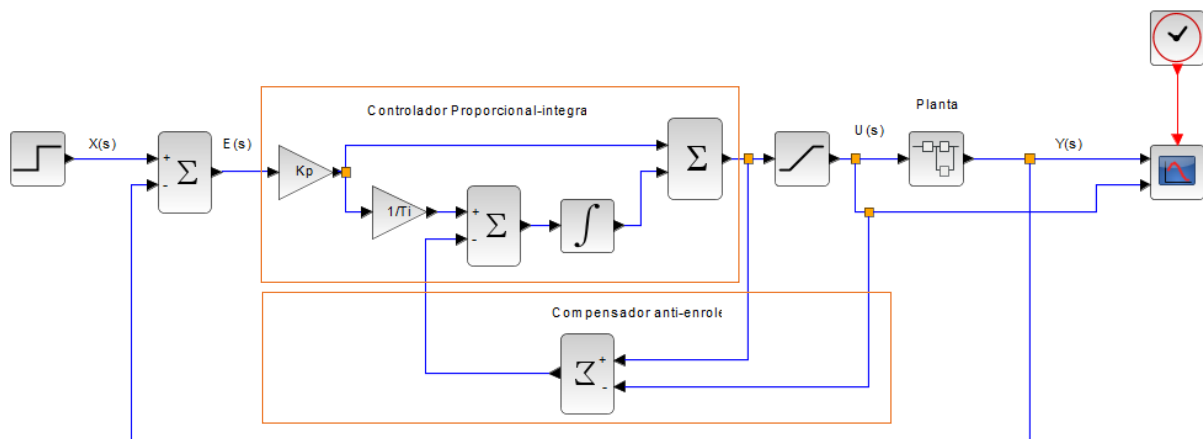 Planta
Controlador Proporcional-integra
X(s)
E(s)
U(s)
Y(s)
+
-
Σ
Kp
Σ
1/Ti
+
-
Σ
∫
Compensador anti-enrole
Σ
+
-